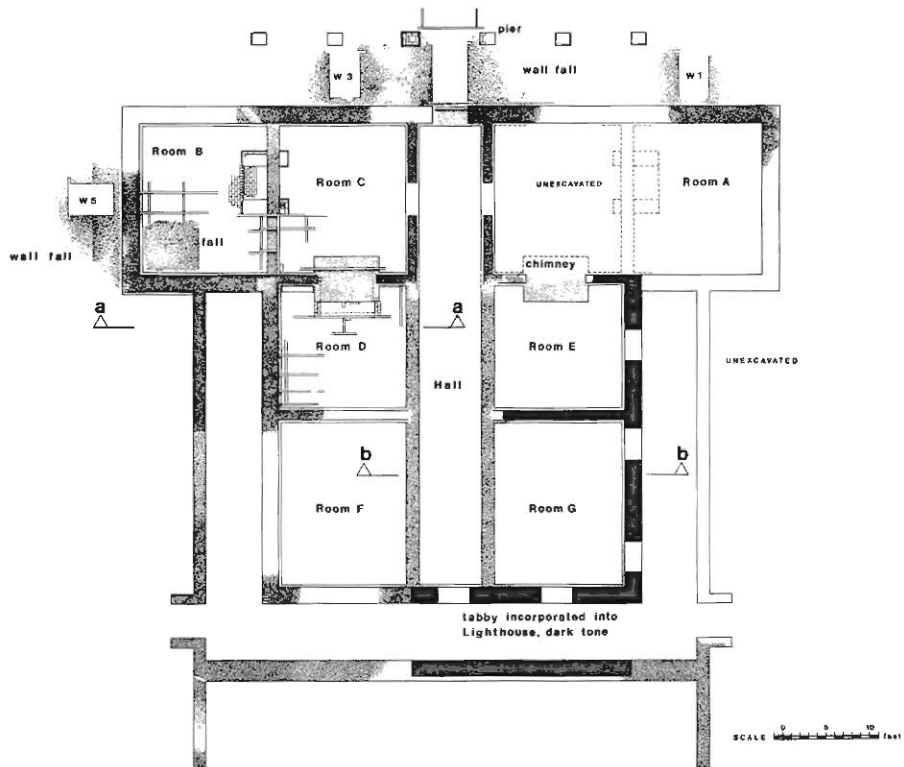 pier
W 3
wall fall
W 1
Room B
Room C
UNEXCAVATED
Room A
W 5
fall
wall fall
chimney
a
a
Room D
Room E
UNEXCAVATED
Hall
b
b
Room F
Room G
tabby incorporated into
Lighthouse, dark tone
SCALE 0 5 10 feet